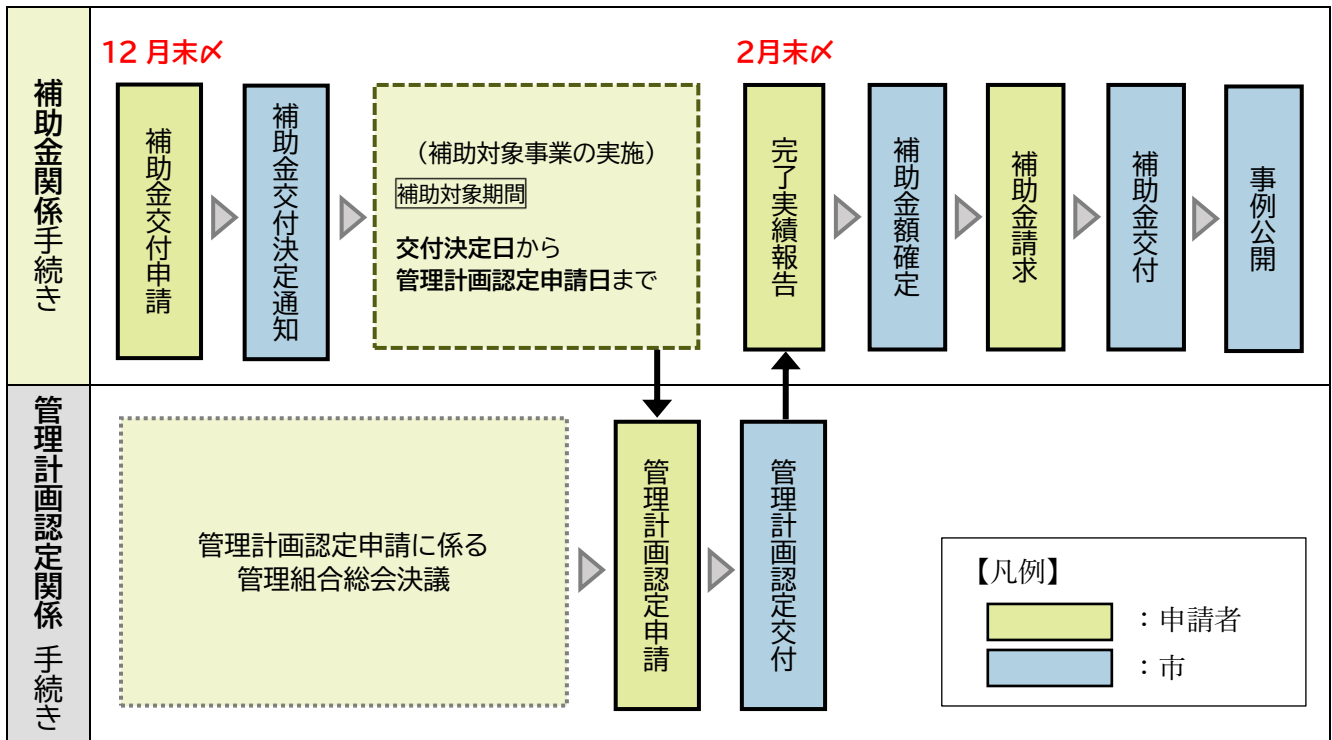 補助金関係手続き
12月末〆
補助金交付申請
補助金交付決定通知
（補助対象事業の実施）
補助対象期間
交付決定日から
管理計画認定申請日まで
2月末〆
完了実績報告
補助金額確定
補助金請求
補助金交付
事例公開
管理計画認定関係 手続き
管理計画認定申請に係る
管理組合総会決議
管理計画認定申請
管理計画認定交付
【凡例】
：申請者
：市